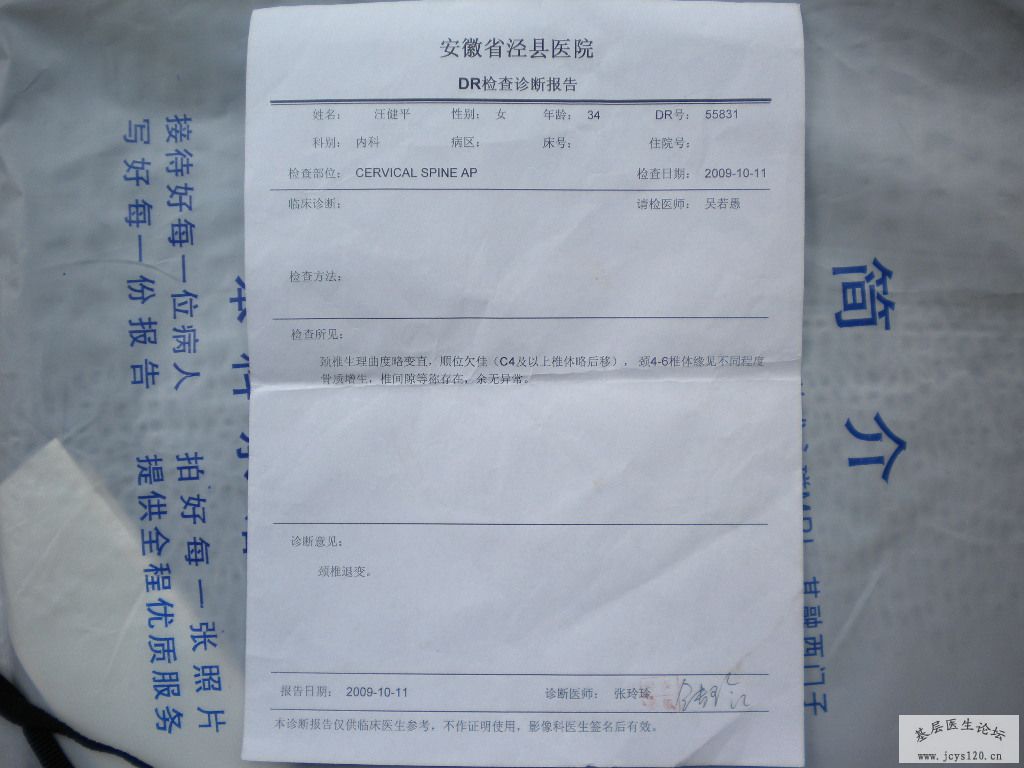 安徽省泾县医院
DR检查诊断报告
姓名： 汪健平 性别： 女 年龄： 34 DR号： 55831
科别： 内科 病区： 床号： 住院号：
检查部位： CERVICAL SPINE AP 检查日期： 2009-10-11
临床诊断： 请检医师： 吴若愚
检查方法：
检查所见：
颈椎生理曲度略变直，顺位欠佳（C4及以上椎体略后移），颈4-6椎体缘见不同程度
骨质增生，椎间隙等称存在，余无异常。
诊断意见：
颈椎退变。
报告日期： 2009-10-11 诊断医师： 张玲珍
本诊断报告仅供临床医生参考，不作证明使用，影像科医生签名后有效。
接待好每一位病人 拍好每一张照片
写好每一份报告 提供全程优质服务
简介
甘融西门子
基层医生论坛
www.jcys120.cn